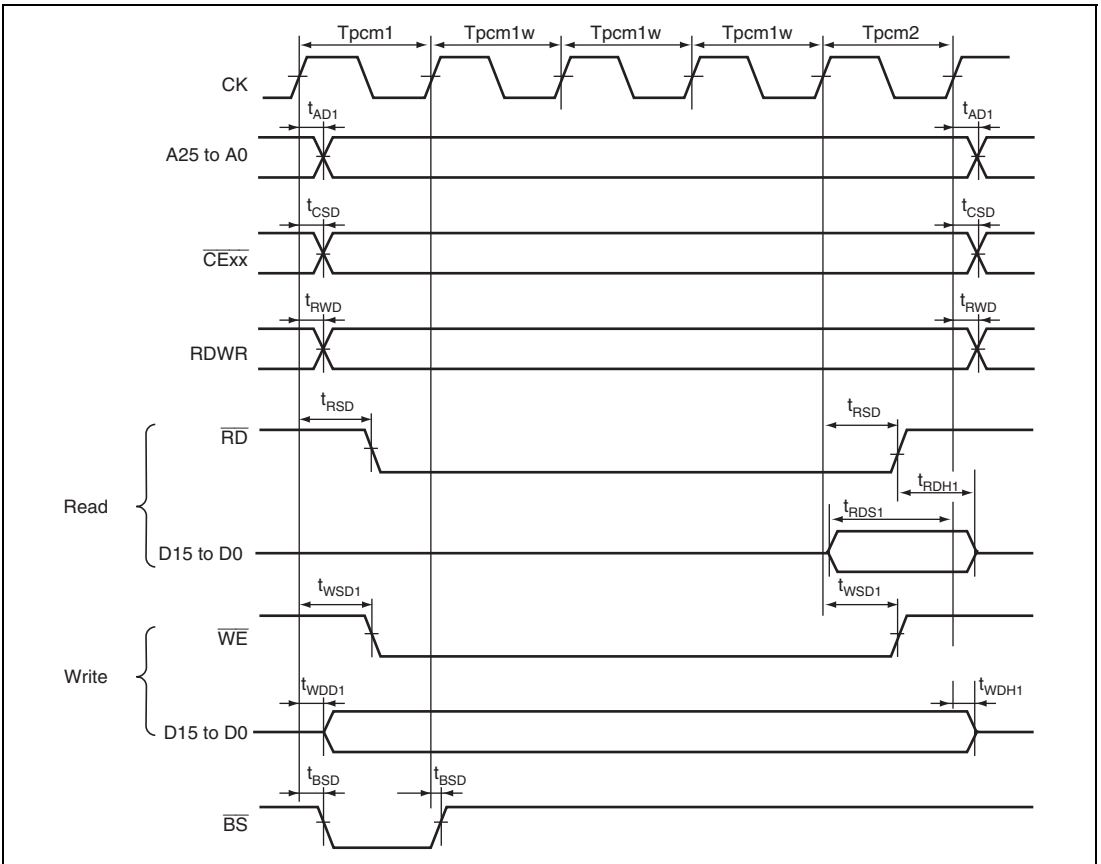 Tpcm1 Tpcm1w Tpcm1w Tpcm1w Tpcm2
CK
tAD1 tAD1
A25 to A0
tCSD tCSD
CExx
tRWD tRWD
RDWR
tRSD tRSD
RD
tRDH1
Read
tRDS1
D15 to D0
tWSD1 tWSD1
WE
Write
tWDD1 tWDH1
D15 to D0
tBSD tBSD
BS